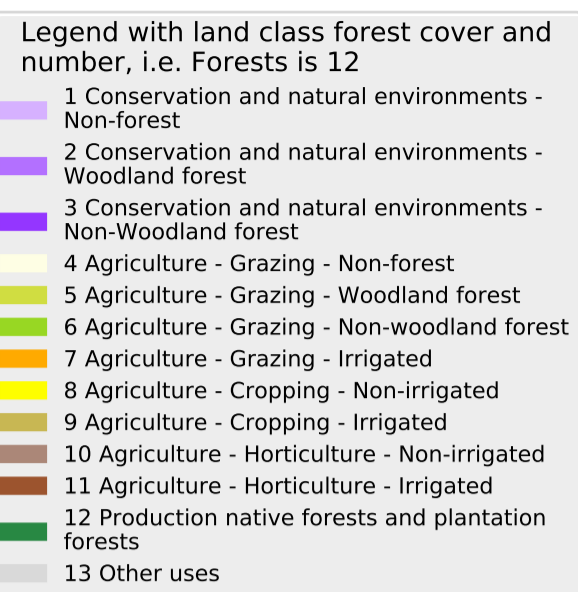 Legend with land class forest cover and
number, i.e. Forests is 12
1 Conservation and natural environments -
Non-forest
2 Conservation and natural environments -
Woodland forest
3 Conservation and natural environments -
Non-Woodland forest
4 Agriculture - Grazing - Non-forest
5 Agriculture - Grazing - Woodland forest
6 Agriculture - Grazing - Non-woodland forest
7 Agriculture - Grazing - Irrigated
8 Agriculture - Cropping - Non-irrigated
9 Agriculture - Cropping - Irrigated
10 Agriculture - Horticulture - Non-irrigated
11 Agriculture - Horticulture - Irrigated
12 Production native forests and plantation
forests
13 Other uses